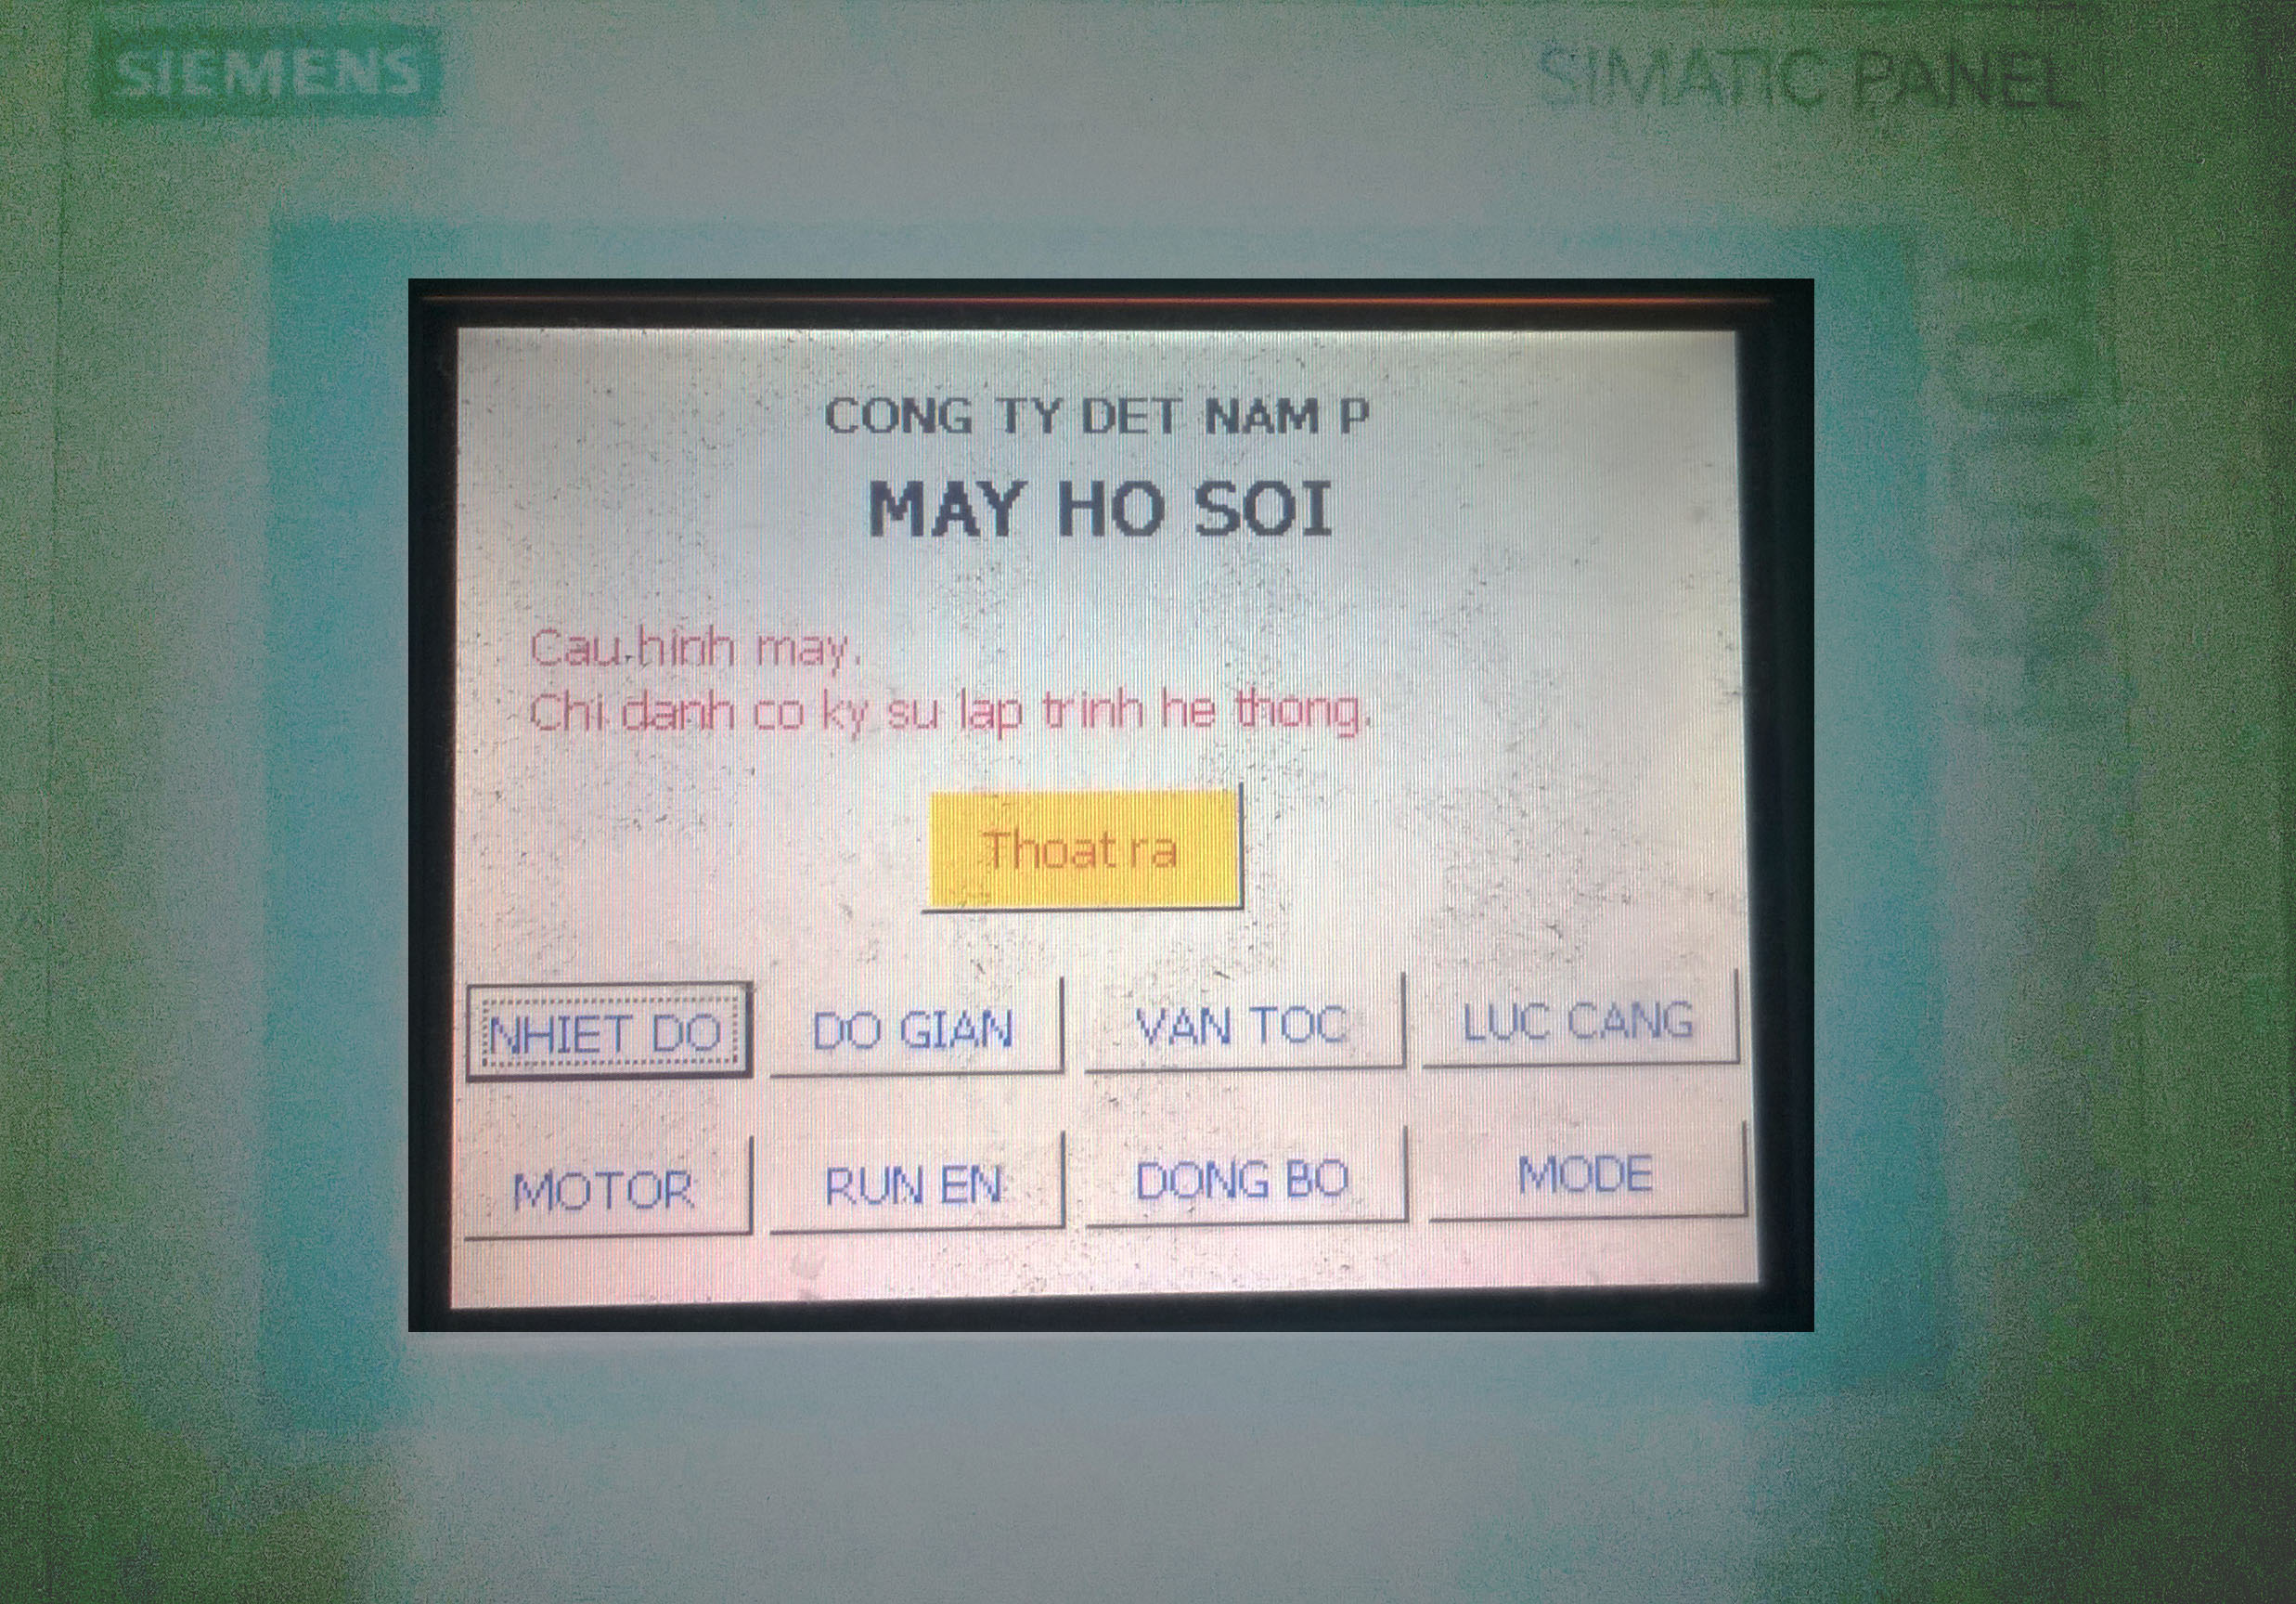 SIEMENS
SIMATIC PANEL
TOUCH
CONG TY DET NAM P
MAY HO SOI
Cau hinh may.
Chi danh co ky su lap trinh he thong.
Thoat ra
NHIET DO
DO GIAN
VAN TOC
LUC CANG
MOTOR
RUN EN
DONG BO
MODE